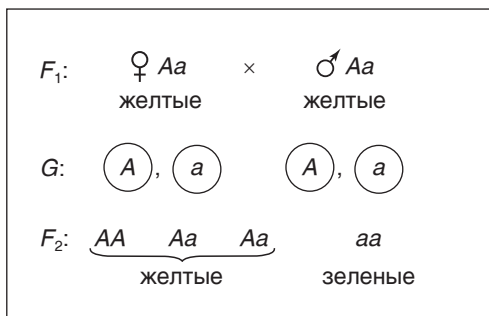 F₁: ♀ Aa × ♂ Aa
желтые желтые
G: A, a A, a
F₂: AA Aa Aa aa
желтые зеленые